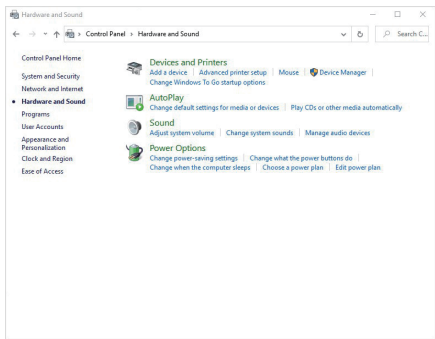 Hardware and Sound
Control Panel › Hardware and Sound
Search C...
Control Panel Home
System and Security
Network and Internet
Hardware and Sound
Programs
User Accounts
Appearance and
Personalization
Clock and Region
Ease of Access
Devices and Printers
Add a device | Advanced printer setup | Mouse | Device Manager |
Change Windows To Go startup options
AutoPlay
Change default settings for media or devices | Play CDs or other media automatically
Sound
Adjust system volume | Change system sounds | Manage audio devices
Power Options
Change power-saving settings | Change what the power buttons do |
Change when the computer sleeps | Choose a power plan | Edit power plan